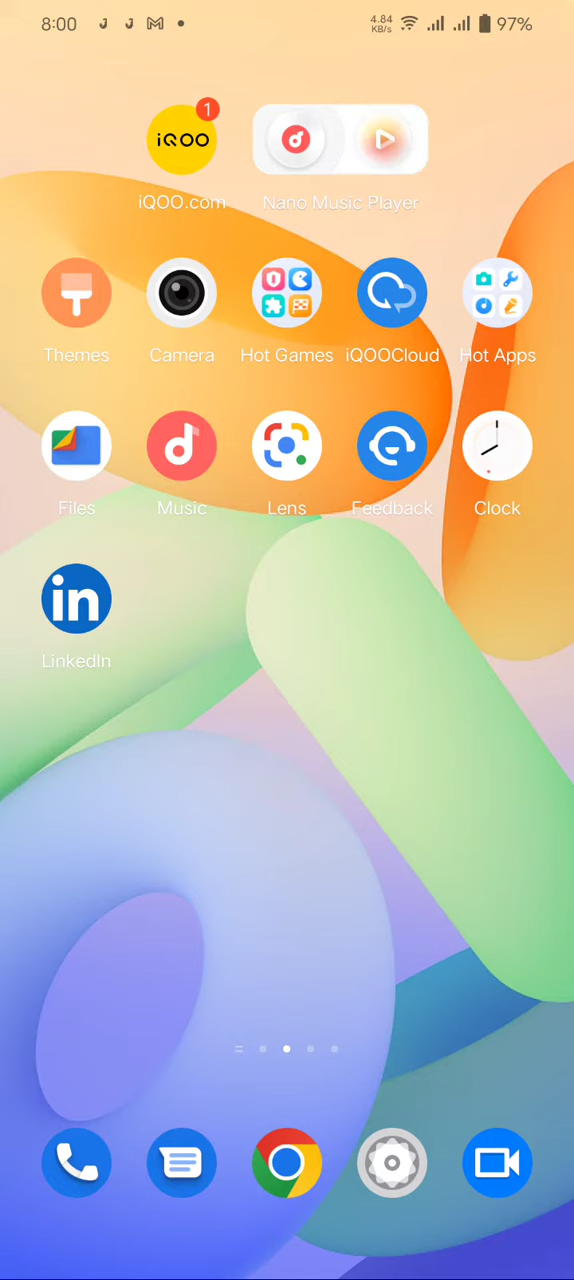 8:00 4.84 KB/s 97%
1
iQOO
iQOO.com Nano Music Player
Themes Camera Hot Games iQOOCloud Hot Apps
Files Music Lens Feedback Clock
in
LinkedIn